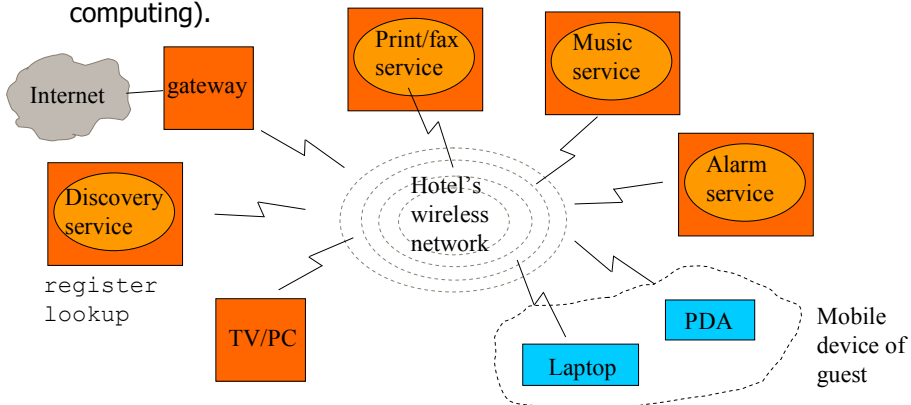 computing).
Print/fax
service
Music
service
Internet
gateway
Alarm
service
Discovery
service
Hotel’s
wireless
network
register
lookup
TV/PC
PDA
Laptop
Mobile
device of
guest